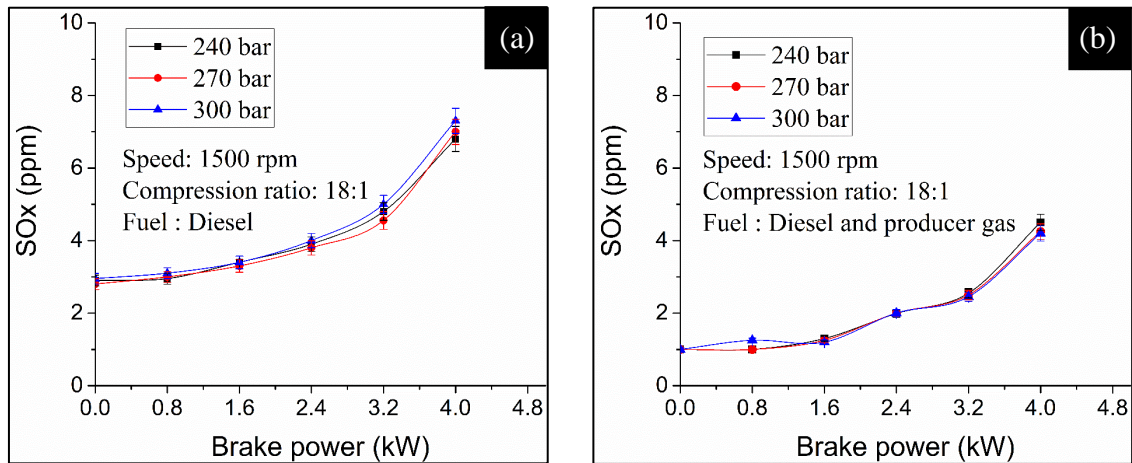 (a)
10
8
6
4
2
0
SOx (ppm)
240 bar
270 bar
300 bar
Speed: 1500 rpm
Compression ratio: 18:1
Fuel : Diesel
0.0 0.8 1.6 2.4 3.2 4.0 4.8
Brake power (kW)
(b)
10
8
6
4
2
0
SOx (ppm)
240 bar
270 bar
300 bar
Speed: 1500 rpm
Compression ratio: 18:1
Fuel : Diesel and producer gas
0.0 0.8 1.6 2.4 3.2 4.0 4.8
Brake power (kW)